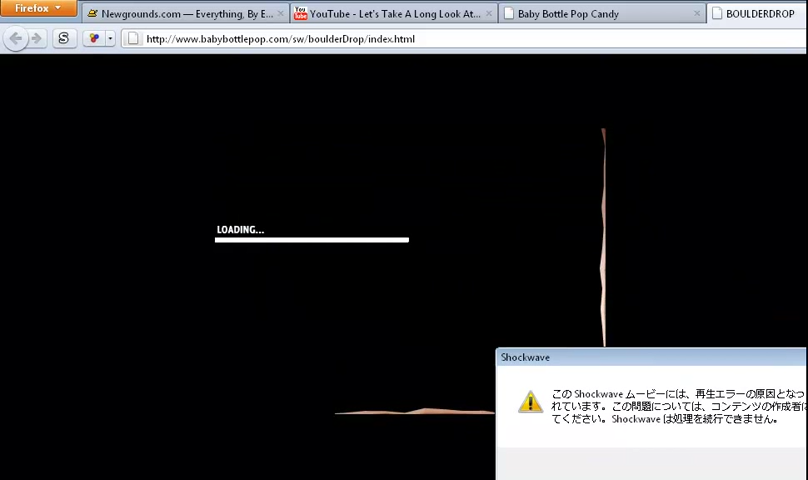 Firefox
Newgrounds.com — Everything, By E...
YouTube - Let's Take A Long Look At...
Baby Bottle Pop Candy
BOULDERDROP
http://www.babybottlepop.com/sw/boulderDrop/index.html
LOADING...
Shockwave
この Shockwave ムービーには、再生エラーの原因となっ
れています。この問題については、コンテンツの作成者に
てください。Shockwave は処理を続行できません。